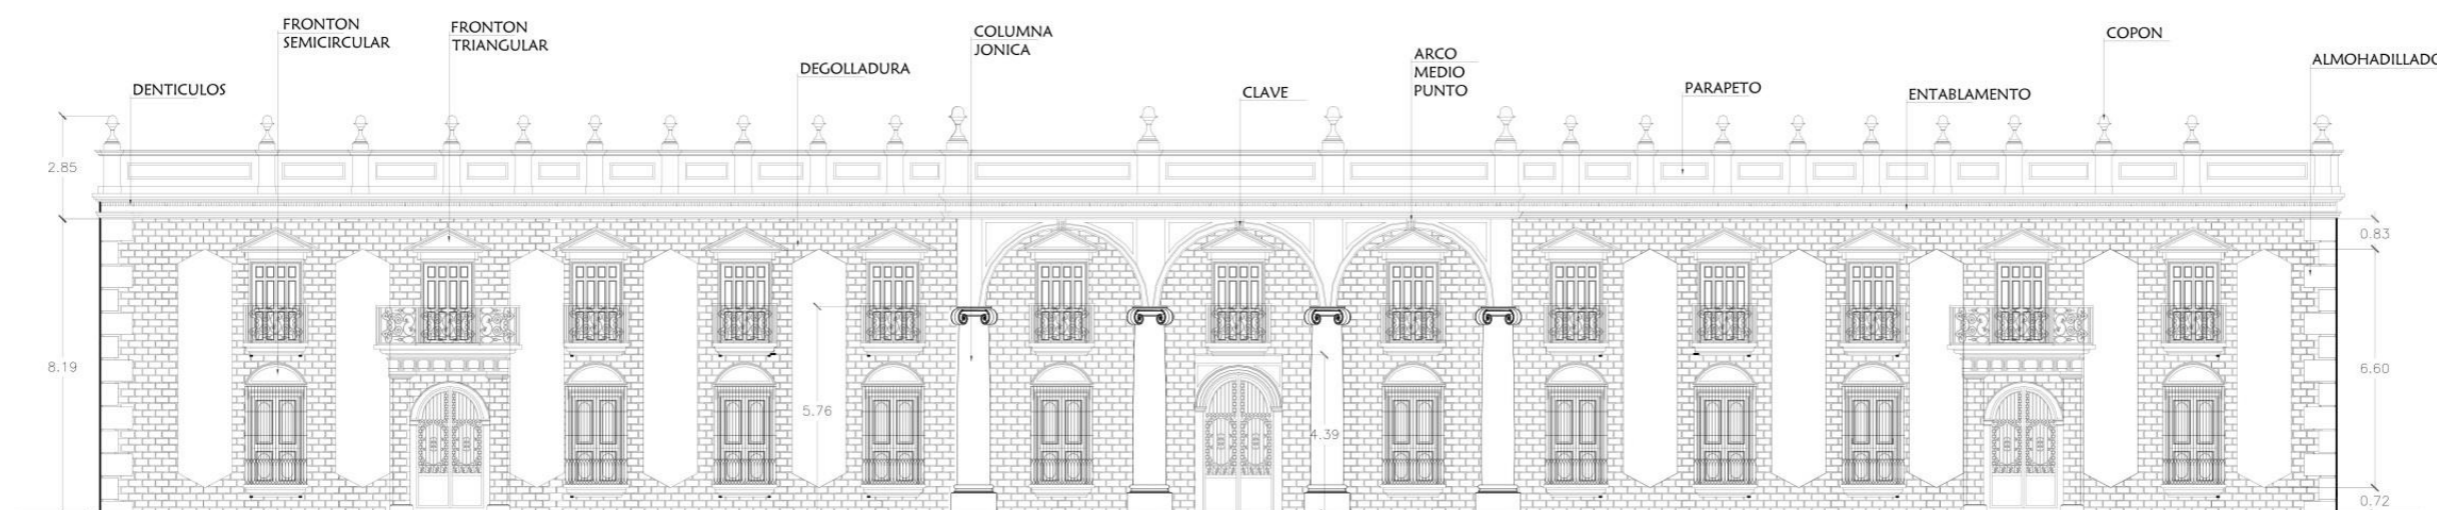 FRONTON
SEMICIRCULAR
FRONTON
TRIANGULAR
COLUMNA
JONICA
COPON
ARCO
MEDIO
PUNTO
ALMOHADILLADO
DEGOLLADURA
DENTICULOS
CLAVE
PARAPETO
ENTABLAMENTO
2.85
0.83
8.19
6.60
5.76
4.39
0.72